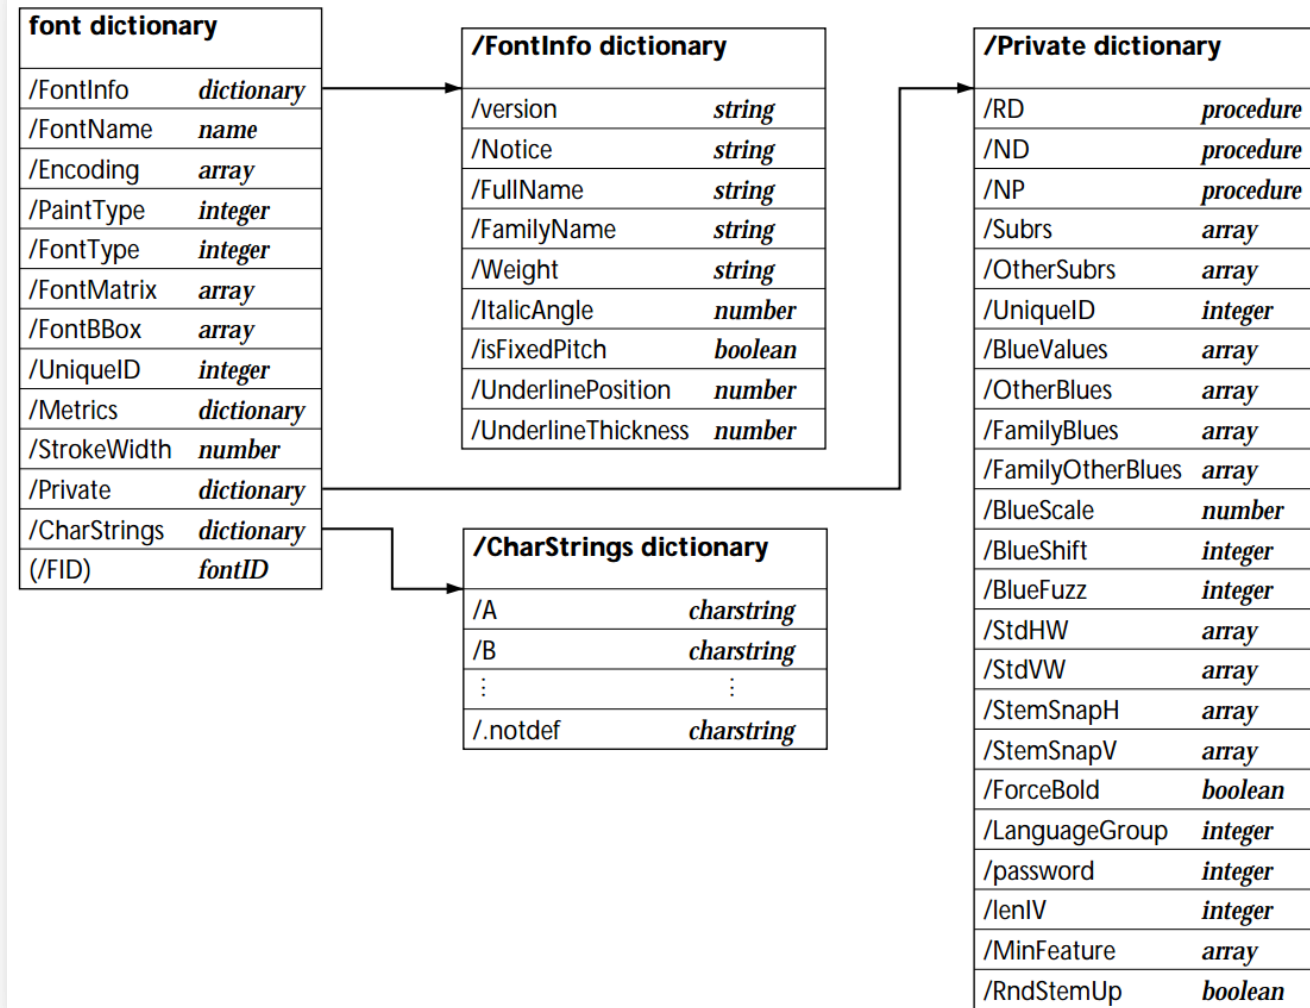 font dictionary
/FontInfo dictionary
/FontName name
/Encoding array
/PaintType integer
/FontType integer
/FontMatrix array
/FontBBox array
/UniqueID integer
/Metrics dictionary
/StrokeWidth number
/Private dictionary
/CharStrings dictionary
(/FID) fontID
/FontInfo dictionary
/version string
/Notice string
/FullName string
/FamilyName string
/Weight string
/ItalicAngle number
/isFixedPitch boolean
/UnderlinePosition number
/UnderlineThickness number
/CharStrings dictionary
/A charstring
/B charstring
⋮ ⋮
/.notdef charstring
/Private dictionary
/RD procedure
/ND procedure
/NP procedure
/Subrs array
/OtherSubrs array
/UniqueID integer
/BlueValues array
/OtherBlues array
/FamilyBlues array
/FamilyOtherBlues array
/BlueScale number
/BlueShift integer
/BlueFuzz integer
/StdHW array
/StdVW array
/StemSnapH array
/StemSnapV array
/ForceBold boolean
/LanguageGroup integer
/password integer
/lenIV integer
/MinFeature array
/RndStemUp boolean